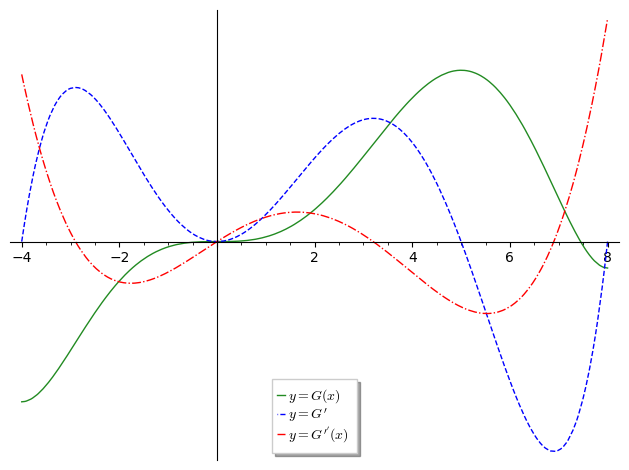 −4 −2 2 4 6 8
y = G(x)
y = G′
y = G′′(x)